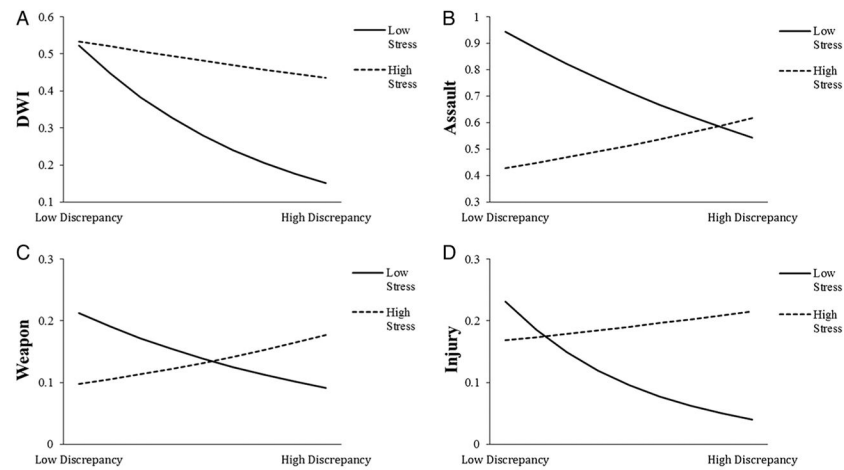 A
0.6
0.5
0.4
0.3
0.2
0.1
DWI
Low Discrepancy
High Discrepancy
Low
Stress
High
Stress
B
1
0.9
0.8
0.7
0.6
0.5
0.4
0.3
Assault
Low Discrepancy
High Discrepancy
Low
Stress
High
Stress
C
0.3
0.2
0.1
0
Weapon
Low Discrepancy
High Discrepancy
Low
Stress
High
Stress
D
0.3
0.2
0.1
0
Injury
Low Discrepancy
High Discrepancy
Low
Stress
High
Stress